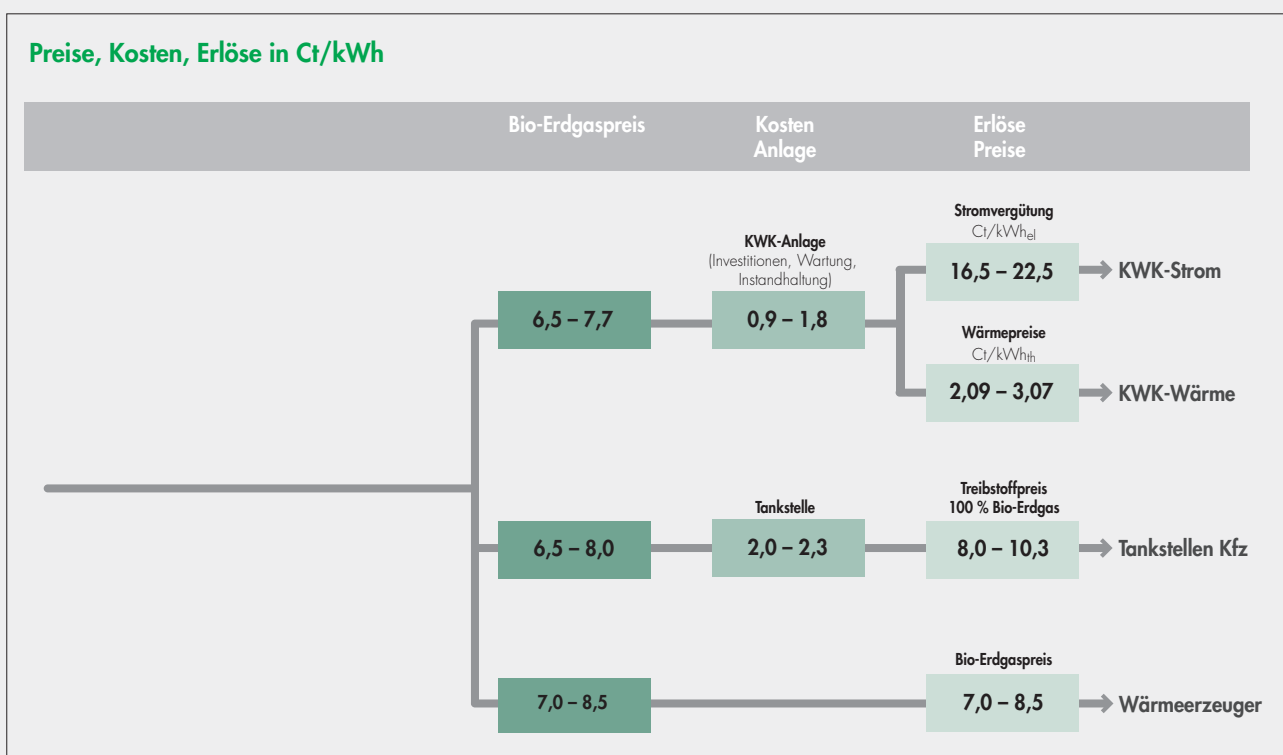 Preise, Kosten, Erlöse in Ct/kWh
Bio-Erdgaspreis
Kosten
Anlage
Erlöse
Preise
KWK-Anlage
(Investitionen, Wartung,
Instandhaltung)
Stromvergütung
Ct/kWhel
16,5 – 22,5
KWK-Strom
6,5 – 7,7
0,9 – 1,8
Wärmepreise
Ct/kWhth
2,09 – 3,07
KWK-Wärme
Tankstelle
Treibstoffpreis
100 % Bio-Erdgas
6,5 – 8,0
2,0 – 2,3
8,0 – 10,3
Tankstellen Kfz
Bio-Erdgaspreis
7,0 – 8,5
7,0 – 8,5
Wärmeerzeuger